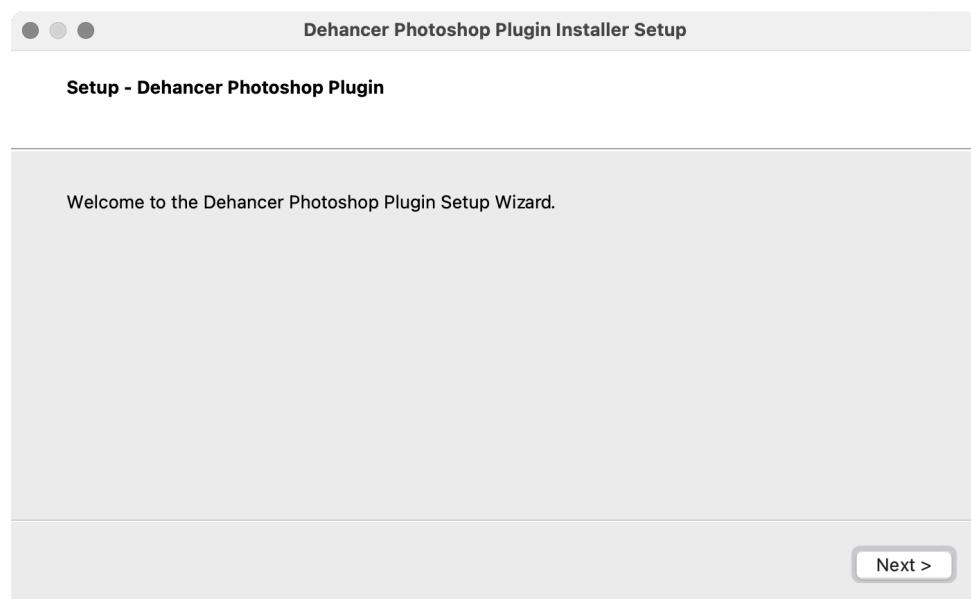 Dehancer Photoshop Plugin Installer Setup
Setup - Dehancer Photoshop Plugin
Welcome to the Dehancer Photoshop Plugin Setup Wizard.
Next >